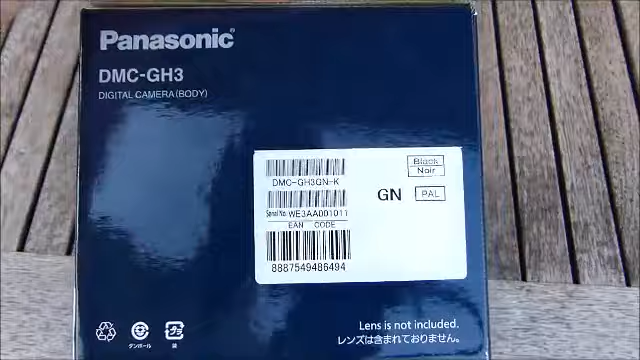 Panasonic
DMC-GH3
DIGITAL CAMERA(BODY)
Black
Noir
DMC-GH3GN-K
GN
PAL
Serial No. WE3AA001011
EAN CODE
8887549486494
Lens is not included.
レンズは含まれておりません。
ダンボール